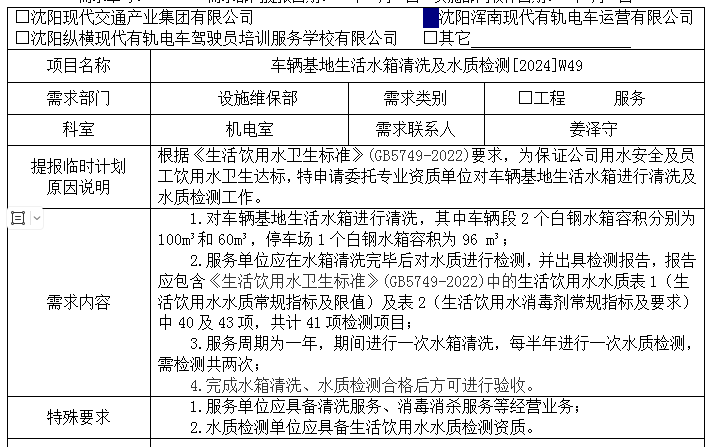 □沈阳现代交通产业集团有限公司 沈阳浑南现代有轨电车运营有限公司
□沈阳纵横现代有轨电车驾驶员培训服务学校有限公司 □其它
项目名称 车辆基地生活水箱清洗及水质检测[2024]W49
需求部门 设施维保部 需求类别 □工程 服务
科室 机电室 需求联系人 姜泽守
提报临时计划
原因说明
根据《生活饮用水卫生标准》(GB5749-2022)要求，为保证公司用水安全及员
工饮用水卫生达标，特申请委托专业资质单位对车辆基地生活水箱进行清洗及
水质检测工作。
需求内容
1.对车辆基地生活水箱进行清洗，其中车辆段 2 个白钢水箱容积分别为
100m³和 60m³，停车场 1 个白钢水箱容积为 96 m³；
2.服务单位应在水箱清洗完毕后对水质进行检测，并出具检测报告，报告
应包含《生活饮用水卫生标准》(GB5749-2022)中的生活饮用水水质表 1（生
活饮用水水质常规指标及限值）及表 2（生活饮用水消毒剂常规指标及要求）
中 40 及 43 项，共计 41 项检测项目；
3.服务周期为一年，期间进行一次水箱清洗，每半年进行一次水质检测，
需检测共两次；
4.完成水箱清洗、水质检测合格后方可进行验收。
特殊要求
1.服务单位应具备清洗服务、消毒消杀服务等经营业务；
2.水质检测单位应具备生活饮用水水质检测资质。